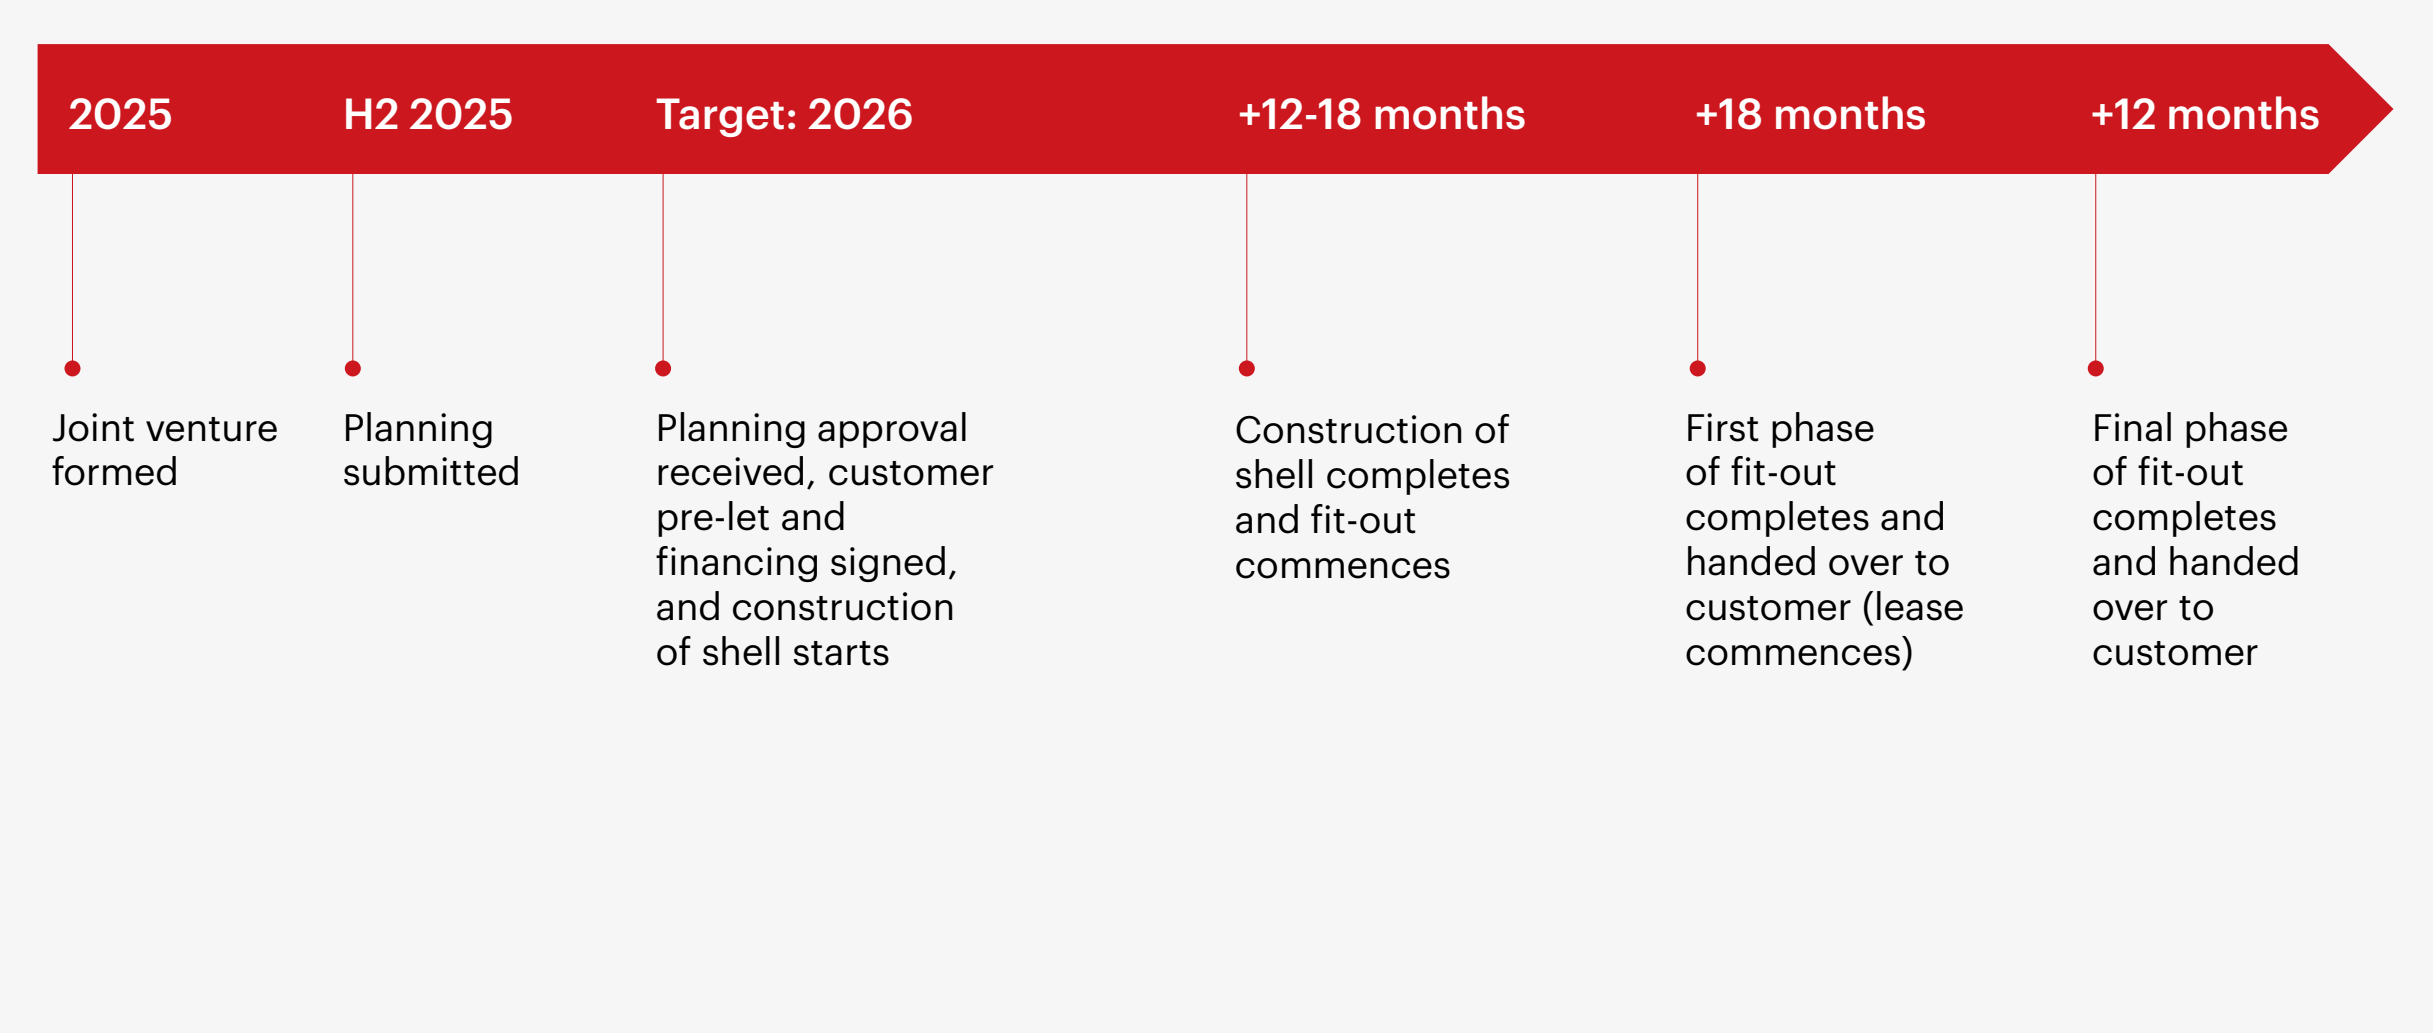 2025
H2 2025
Target: 2026
+12-18 months
+18 months
+12 months
Joint venture
formed
Planning
submitted
Planning approval
received, customer
pre-let and
financing signed,
and construction
of shell starts
Construction of
shell completes
and fit-out
commences
First phase
of fit-out
completes and
handed over to
customer (lease
commences)
Final phase
of fit-out
completes
and handed
over to
customer